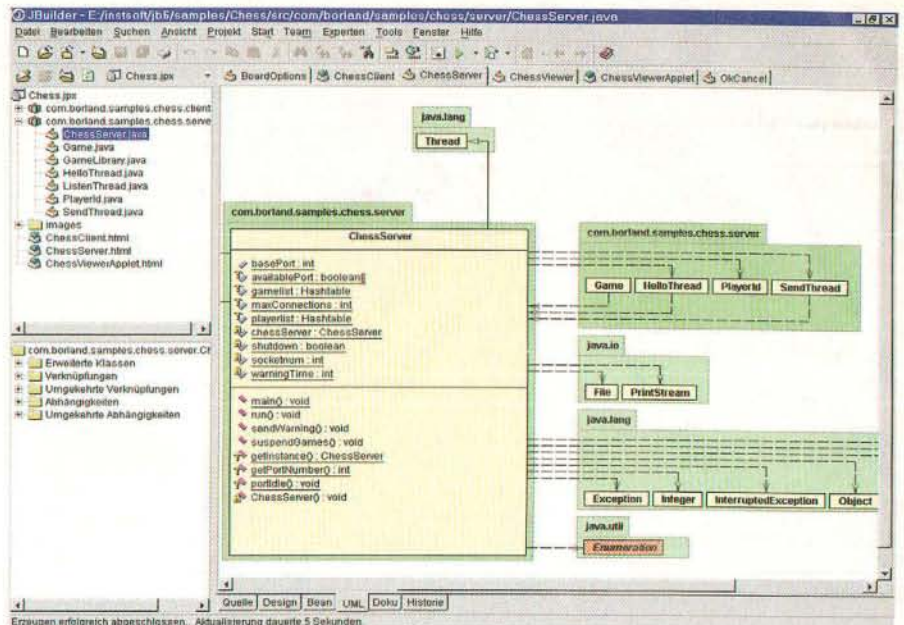 JBuilder - E:/instsoft/jb6/samples/Chess/src/com/borland/samples/chess/server/ChessServer.java
Datei Bearbeiten Suchen Ansicht Projekt Start Team Experten Tools Fenster Hilfe
Chess.jpx
BoardOptions ChessClient ChessServer ChessViewer ChessViewerApplet OkCancel
Chess.jpx
com.borland.samples.chess.client
com.borland.samples.chess.serve
ChessServer.java
Game.java
GameLibrary.java
HelloThread.java
ListenThread.java
PlayerId.java
SendThread.java
images
ChessClient.html
ChessServer.html
ChessViewerApplet.html
com.borland.samples.chess.server.Ch
Erweiterte Klassen
Verknüpfungen
Umgekehrte Verknüpfungen
Abhängigkeiten
Umgekehrte Abhängigkeiten
java.lang
Thread
com.borland.samples.chess.server
ChessServer
basePort : int
availablePort : boolean[]
gamelist : Hashtable
maxConnections : int
playerlist : Hashtable
chessServer : ChessServer
shutdown : boolean
socketnum : int
warningTime : int
main() : void
run() : void
sendWarning() : void
suspendGames() : void
getInstance() : ChessServer
getPortNumber() : int
portIdle() : void
ChessServer() : void
com.borland.samples.chess.server
Game HelloThread PlayerId SendThread
java.io
File PrintStream
java.lang
Exception Integer InterruptedException Object
java.util
Enumeration
Quelle Design Bean UML Doku Historie
Erzeugen erfolgreich abgeschlossen. Aktualisierung dauerte 5 Sekunden.